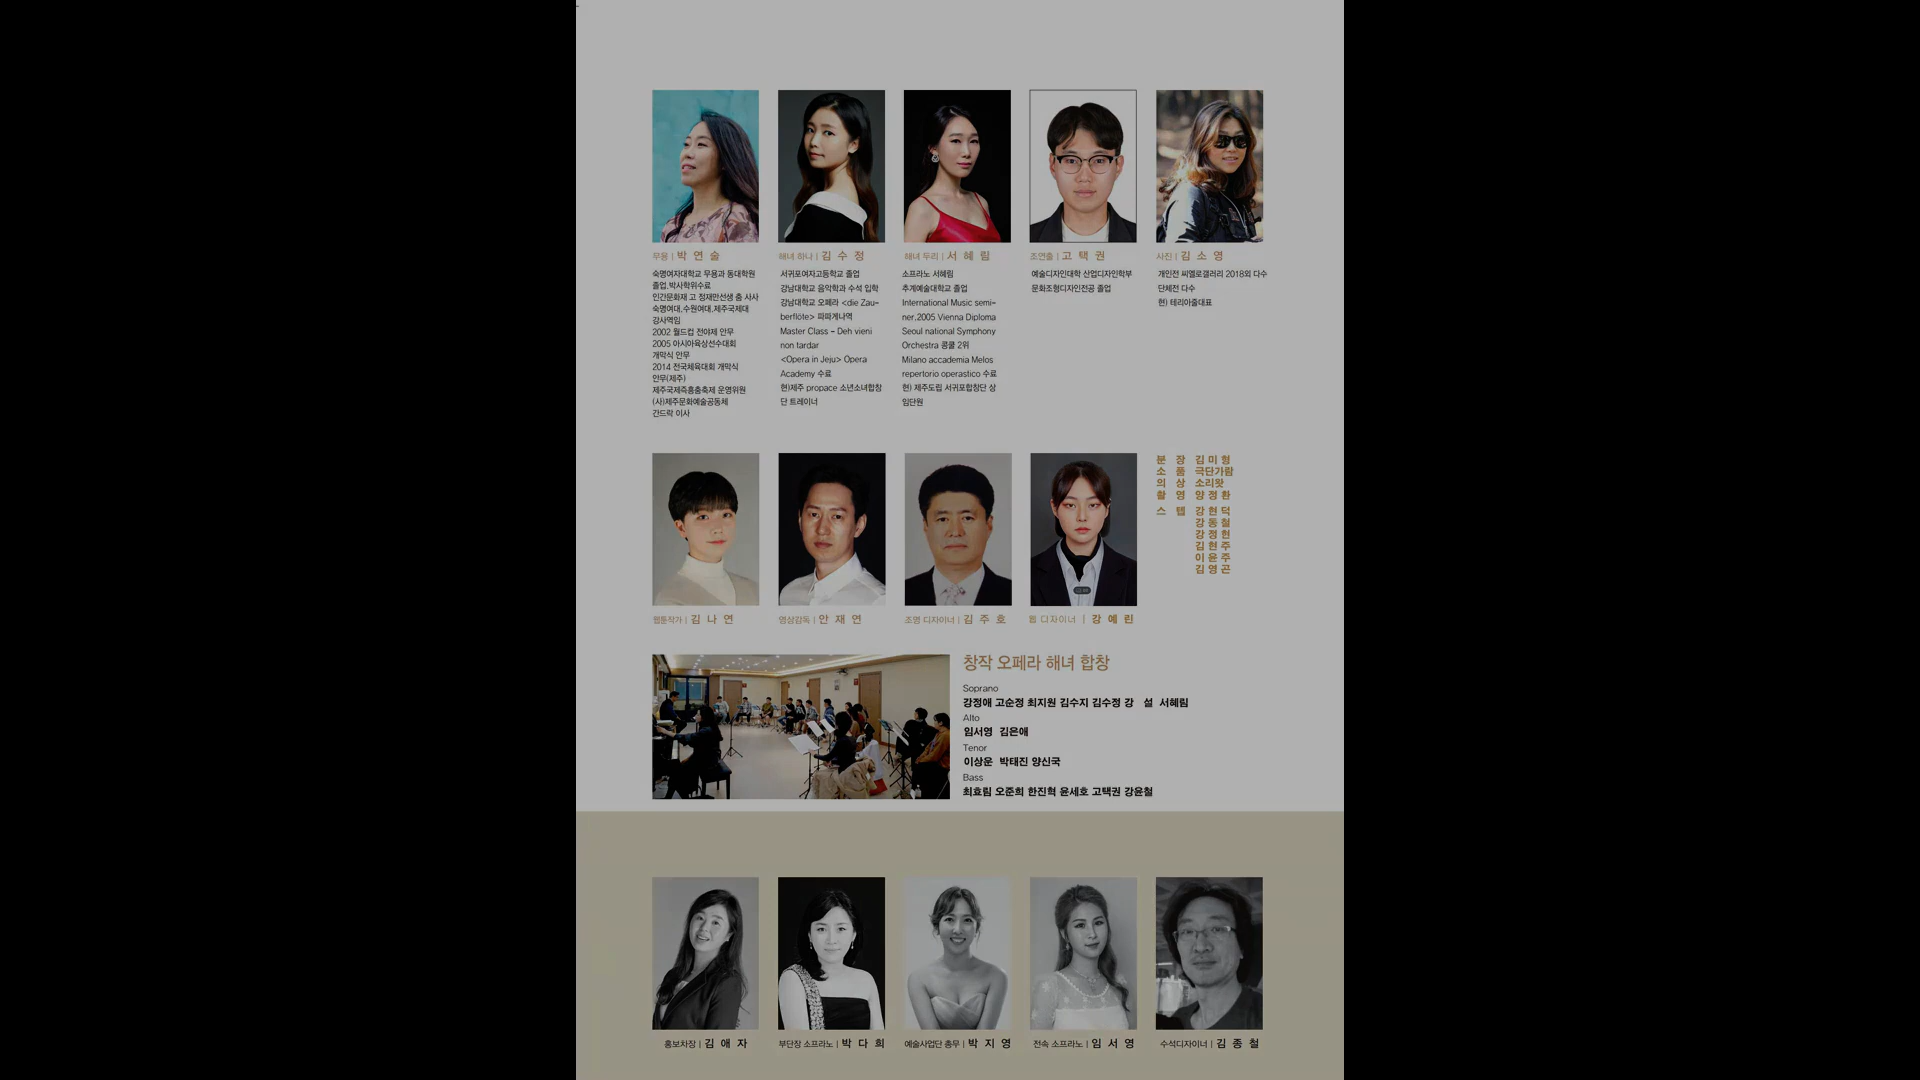 무용 | 박 연 술
숙명여자대학교 무용과 동대학원
졸업.박사학위수료
인간문화재 고 정재만선생 춤 사사
숙명여대,수원여대,제주국제대
강사역임
2002 월드컵 전야제 안무
2005 아시아육상선수대회
개막식 안무
2014 전국체육대회 개막식
안무(제주)
제주국제즉흥춤축제 운영위원
(사)제주문화예술공동체
간드락 이사
해녀 하나 | 김 수 정
서귀포여자고등학교 졸업
강남대학교 음악학과 수석 입학
강남대학교 오페라 <die Zau-
berflöte> 파파게나역
Master Class - Deh vieni
non tardar
<Opera in Jeju> Opera
Academy 수료
현)제주 propace 소년소녀합창
단 트레이너
해녀 두리 | 서 혜 림
소프라노 서혜림
추계예술대학교 졸업
International Music semi-
ner,2005 Vienna Diploma
Seoul national Symphony
Orchestra 콩쿨 2위
Milano accademia Melos
repertorio operastico 수료
현) 제주도립 서귀포합창단 상
임단원
조연출 | 고 택 권
예술디자인대학 산업디자인학부
문화조형디자인전공 졸업
사진 | 김 소 영
개인전 씨엘로갤러리 2018외 다수
단체전 다수
현) 테리아줄대표
웹툰작가 | 김 나 연
영상감독 | 안 재 연
조명 디자이너 | 김 주 호
웹 디자이너 | 강 예 린
분 장 김 미 형
소 품 극단가람
의 상 소리왓
촬 영 양 정 환
스 텝 강 현 덕
강 동 철
강 정 현
김 현 주
이 윤 주
김 영 곤
창작 오페라 해녀 합창
Soprano
강정애 고순정 최지원 김수지 김수정 강 설 서혜림
Alto
임서영 김은애
Tenor
이상운 박태진 양신국
Bass
최효림 오준희 한진혁 윤세호 고택권 강윤철
홍보차장 | 김 애 자
부단장 소프라노 | 박 다 희
예술사업단 총무 | 박 지 영
전속 소프라노 | 임 서 영
수석디자이너 | 김 종 철